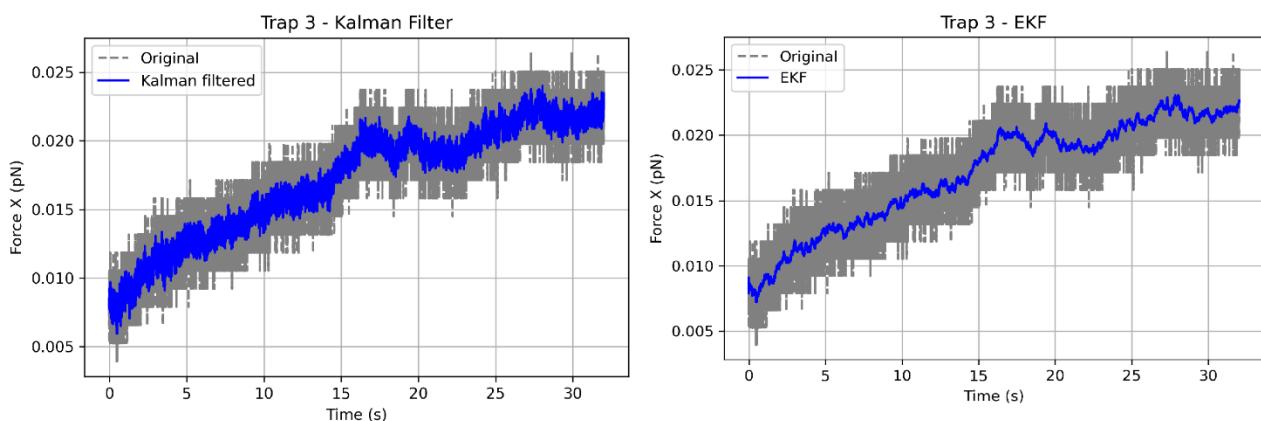 Trap 3 - Kalman Filter
Original
Kalman filtered
0.025
0.020
0.015
0.010
0.005
Force X (pN)
0 5 10 15 20 25 30
Time (s)
Trap 3 - EKF
Original
EKF
0.025
0.020
0.015
0.010
0.005
Force X (pN)
0 5 10 15 20 25 30
Time (s)